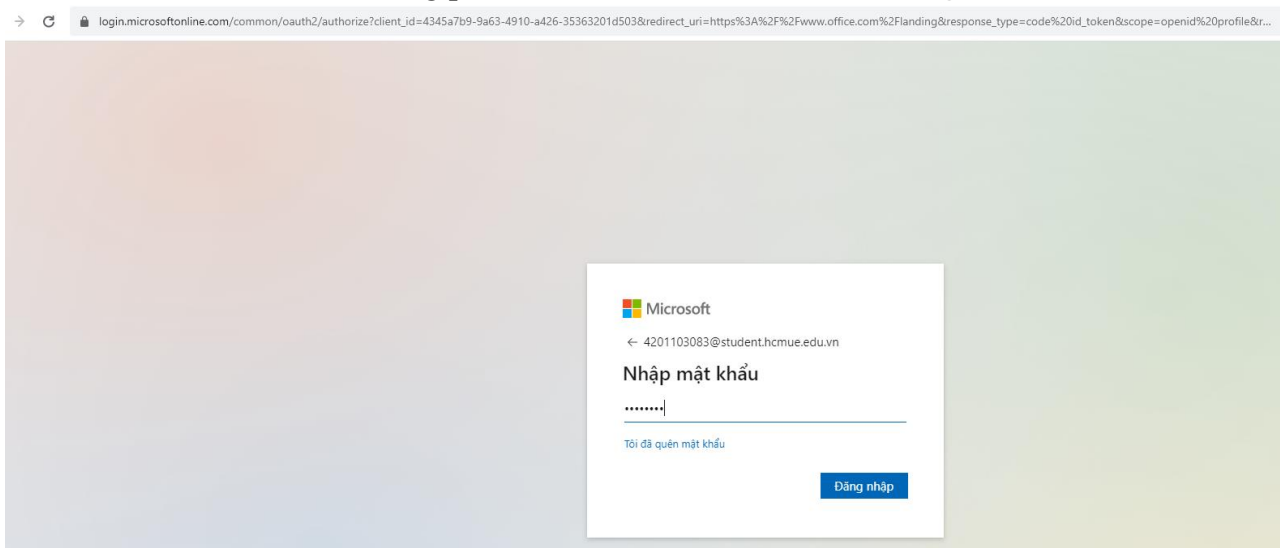 login.microsoftonline.com/common/oauth2/authorize?client_id=4345a7b9-9a63-4910-a426-35363201d503&redirect_uri=https%3A%2F%2Fwww.office.com%2Flanding&response_type=code%20id_token&scope=openid%20profile&r...
Microsoft
← 4201103083@student.hcmue.edu.vn
Nhập mật khẩu
••••••••
Tôi đã quên mật khẩu
Đăng nhập